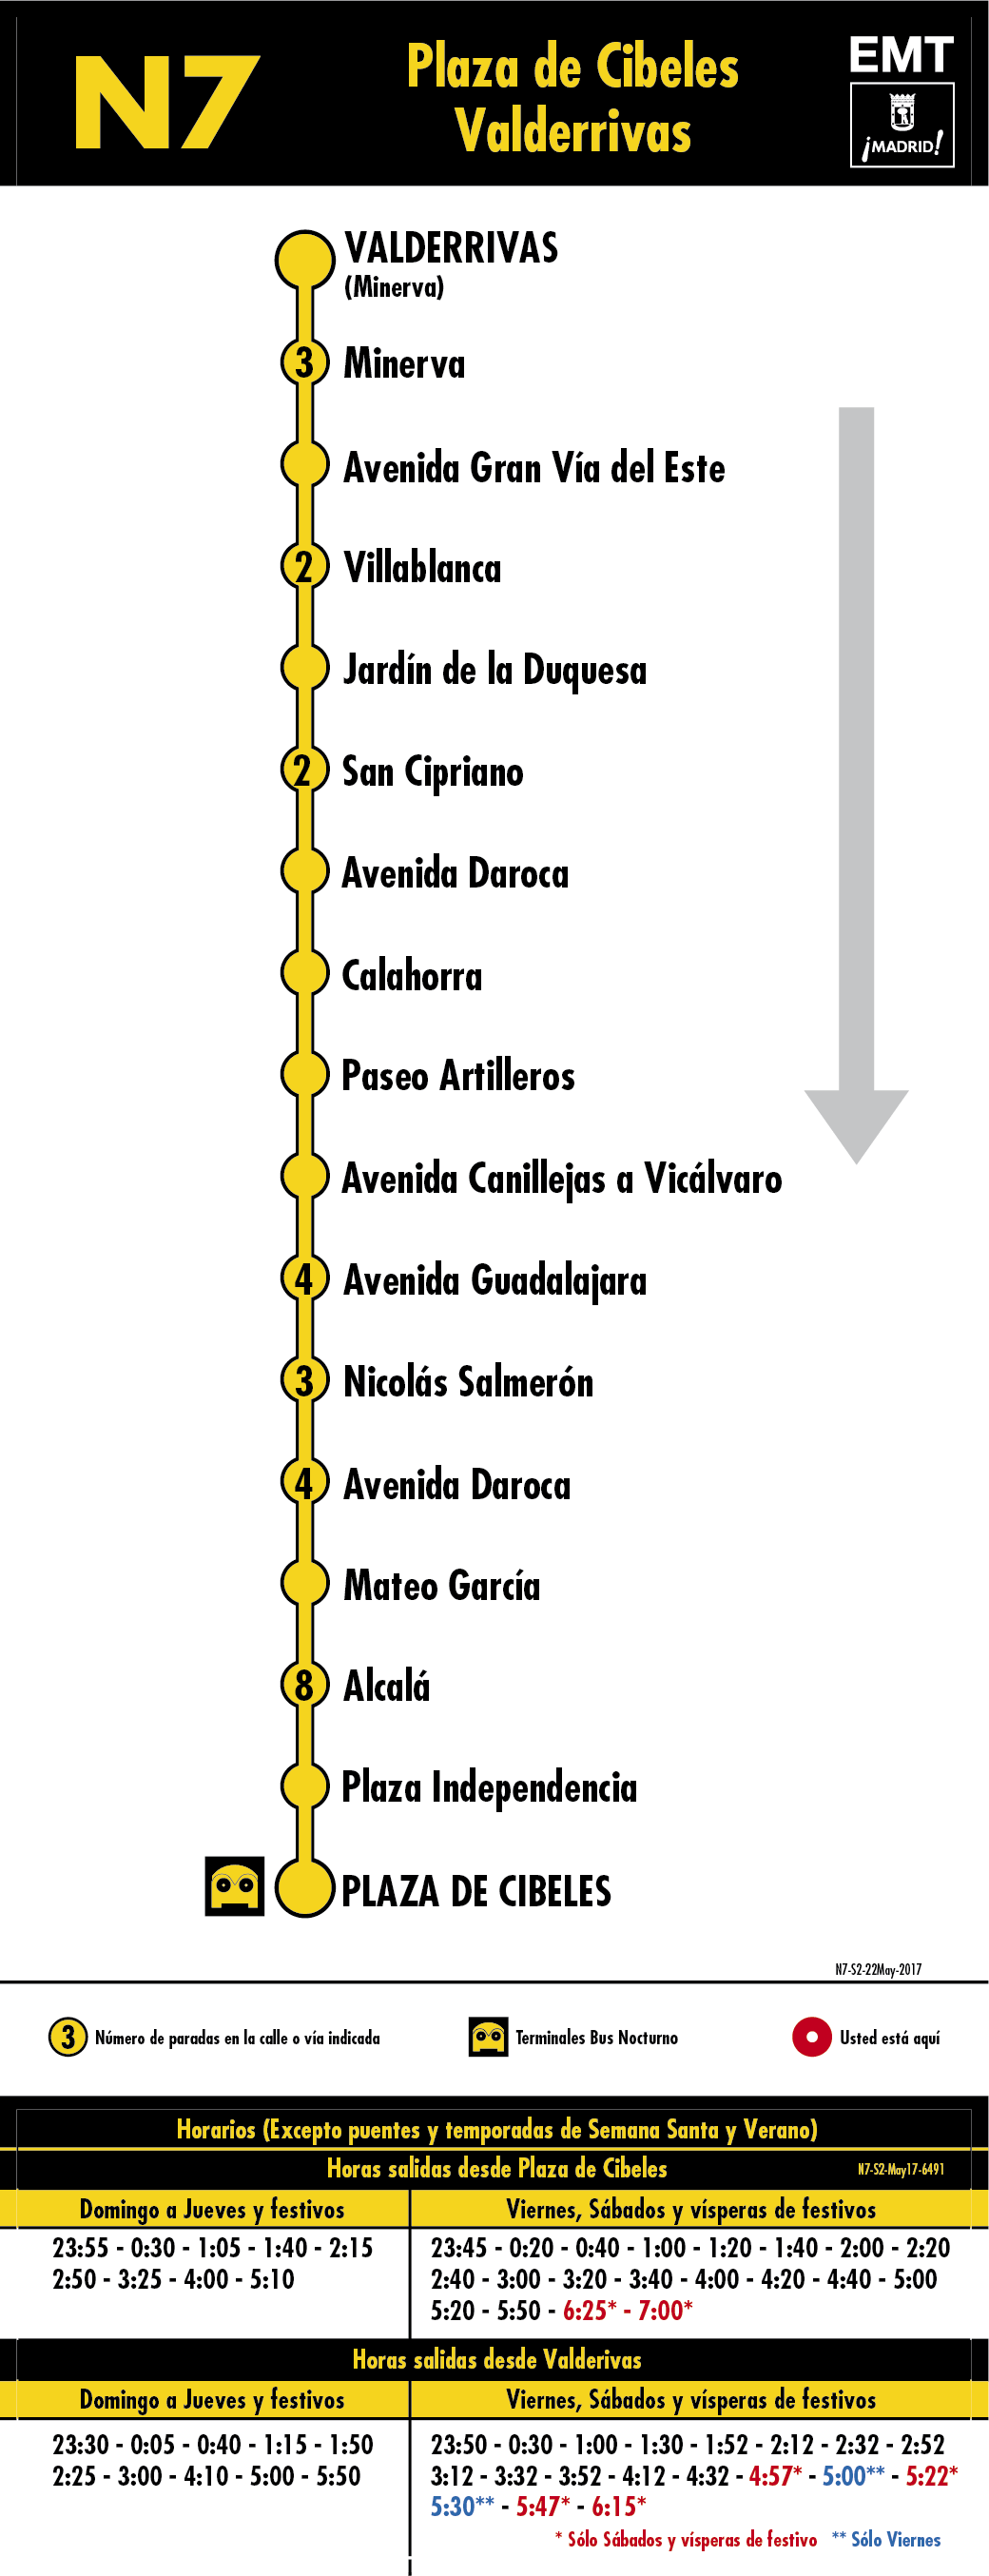 N7
Plaza de Cibeles
Valderrivas
EMT
¡MADRID!
VALDERRIVAS
(Minerva)
3 Minerva
Avenida Gran Vía del Este
2 Villablanca
Jardín de la Duquesa
2 San Cipriano
Avenida Daroca
Calahorra
Paseo Artilleros
Avenida Canillejas a Vicálvaro
4 Avenida Guadalajara
3 Nicolás Salmerón
4 Avenida Daroca
Mateo García
8 Alcalá
Plaza Independencia
PLAZA DE CIBELES
N7-S2-22May-2017
3 Número de paradas en la calle o vía indicada
Terminales Bus Nocturno
Usted está aquí
Horarios (Excepto puentes y temporadas de Semana Santa y Verano)
Horas salidas desde Plaza de Cibeles
N7-S2-May17-6491
Domingo a Jueves y festivos
23:55 - 0:30 - 1:05 - 1:40 - 2:15
2:50 - 3:25 - 4:00 - 5:10
Viernes, Sábados y vísperas de festivos
23:45 - 0:20 - 0:40 - 1:00 - 1:20 - 1:40 - 2:00 - 2:20
2:40 - 3:00 - 3:20 - 3:40 - 4:00 - 4:20 - 4:40 - 5:00
5:20 - 5:50 - 6:25* - 7:00*
Horas salidas desde Valderivas
Domingo a Jueves y festivos
23:30 - 0:05 - 0:40 - 1:15 - 1:50
2:25 - 3:00 - 4:10 - 5:00 - 5:50
Viernes, Sábados y vísperas de festivos
23:50 - 0:30 - 1:00 - 1:30 - 1:52 - 2:12 - 2:32 - 2:52
3:12 - 3:32 - 3:52 - 4:12 - 4:32 - 4:57* - 5:00** - 5:22*
5:30** - 5:47* - 6:15*
* Sólo Sábados y vísperas de festivo ** Sólo Viernes